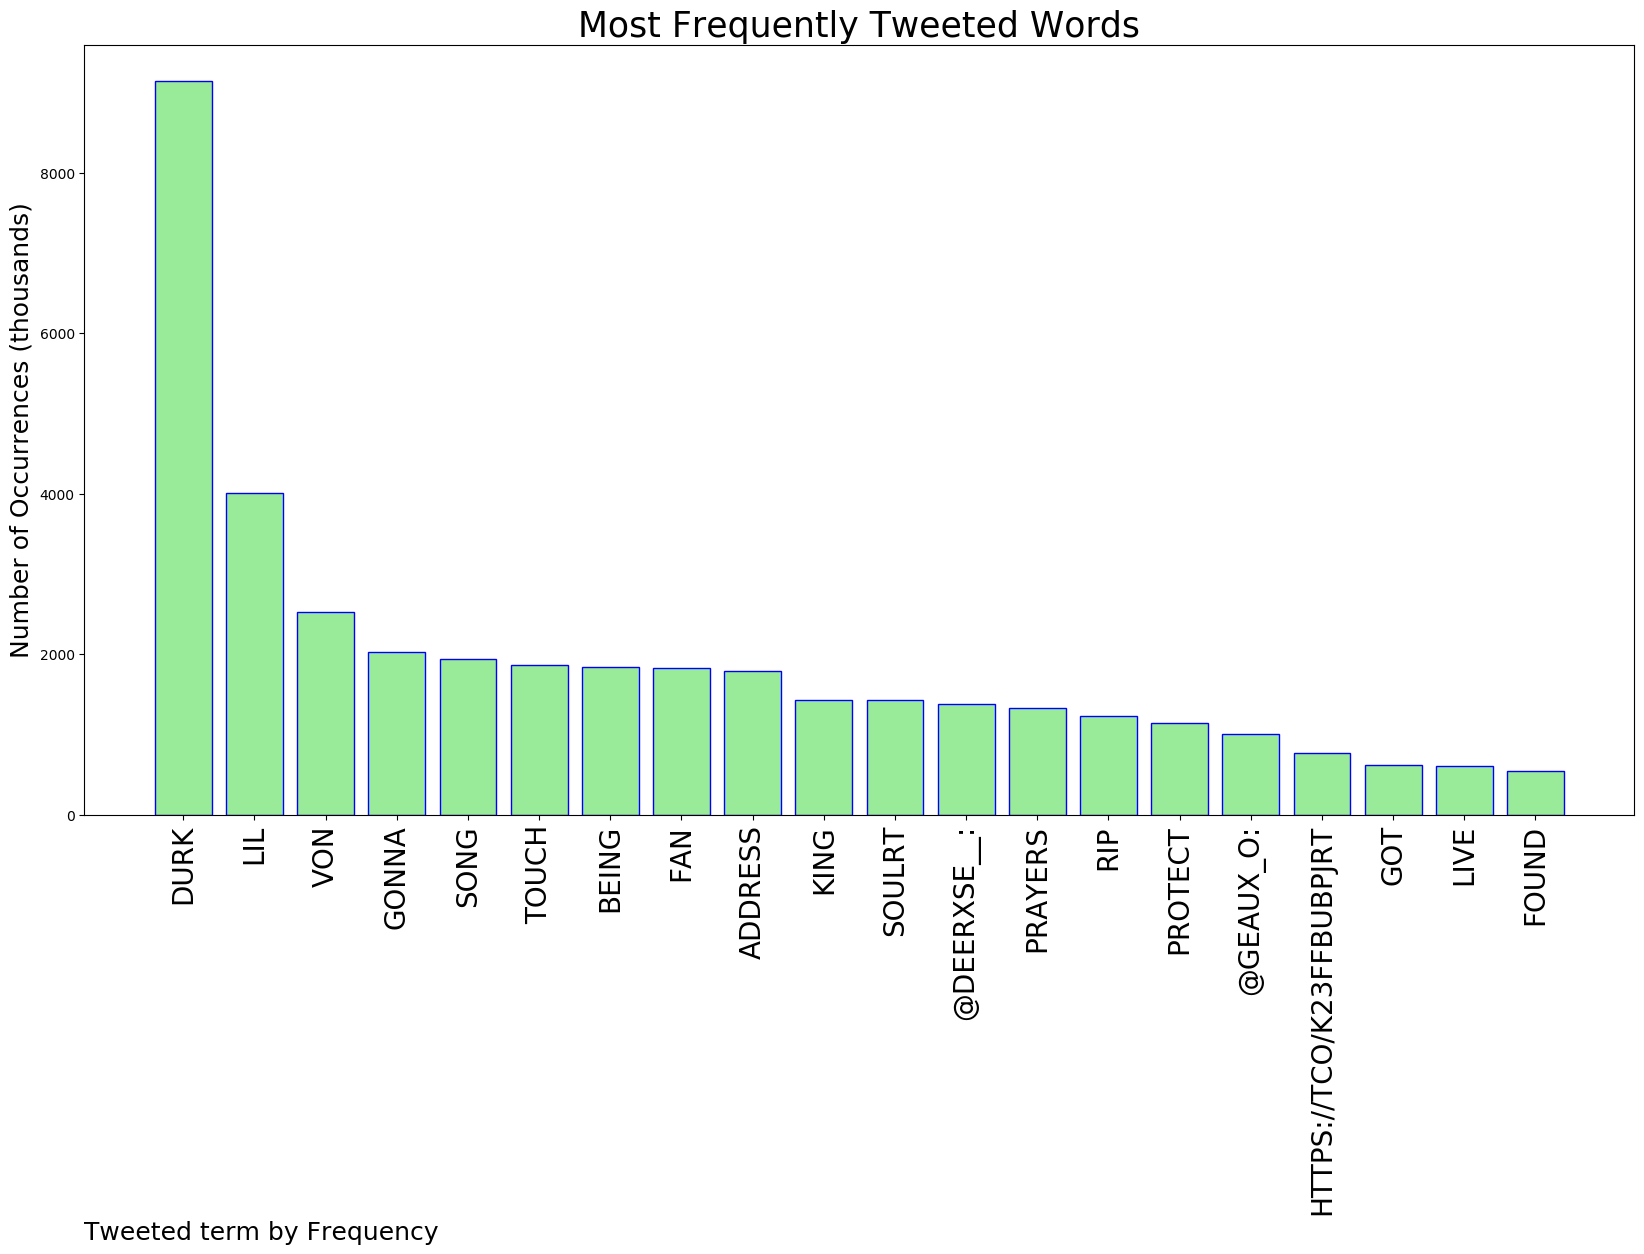 Most Frequently Tweeted Words
Number of Occurrences (thousands)
8000
6000
4000
2000
0
DURK
LIL
VON
GONNA
SONG
TOUCH
BEING
FAN
ADDRESS
KING
SOULRT
@DEERXSE__:
PRAYERS
RIP
PROTECT
@GEAUX_O:
HTTPS://TCO/K23FFBUBPJRT
GOT
LIVE
FOUND
Tweeted term by Frequency